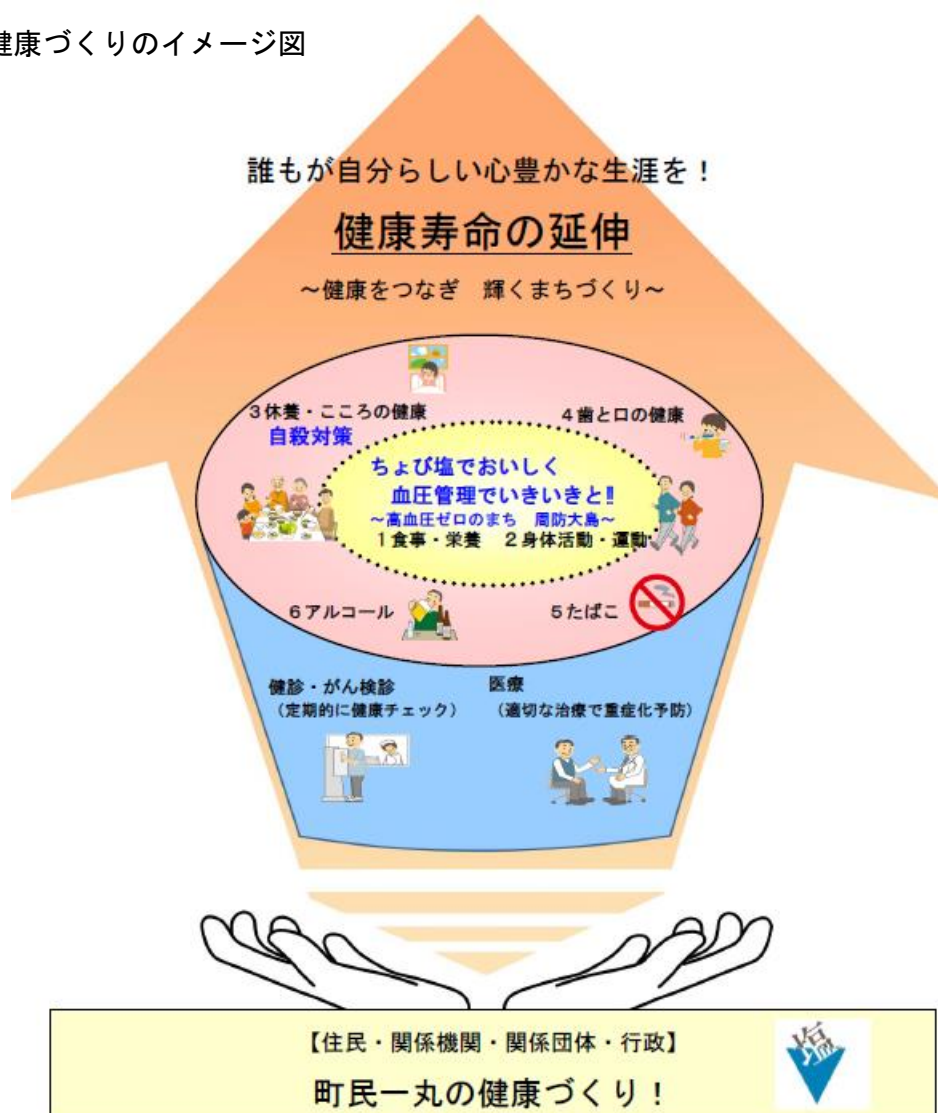 健康づくりのイメージ図
誰もが自分らしい心豊かな生涯を！
健康寿命の延伸
～健康をつなぎ　輝くまちづくり～
3休養・こころの健康
自殺対策
4歯と口の健康
ちょび塩でおいしく
血圧管理でいきいきと‼
～高血圧ゼロのまち　周防大島～
1食事・栄養　2身体活動・運動
6アルコール
5たばこ
健診・がん検診
（定期的に健康チェック）
医療
（適切な治療で重症化予防）
【住民・関係機関・関係団体・行政】
町民一丸の健康づくり！
塩